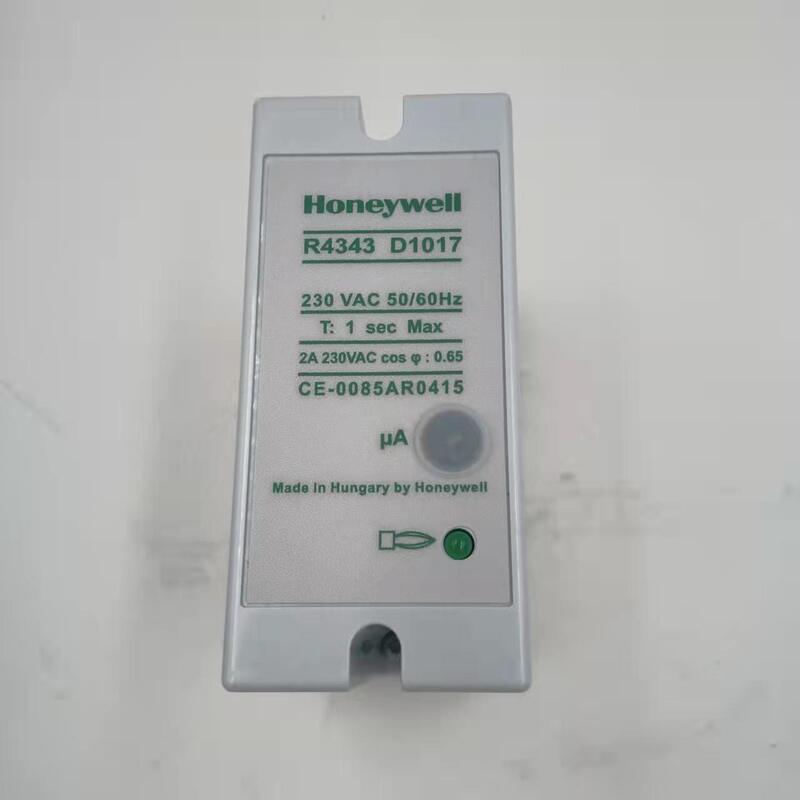 Honeywell
R4343 D1017
230 VAC 50/60Hz
T: 1 sec Max
2A 230VAC cos φ : 0.65
CE-0085AR0415
µA
Made in Hungary by Honeywell